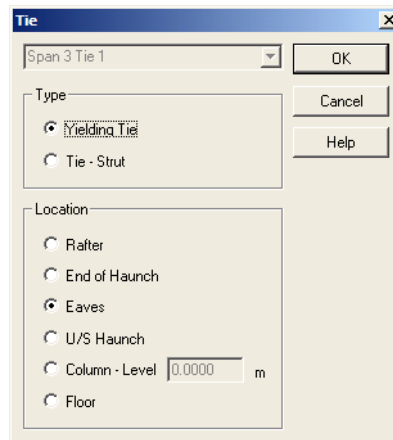 Tie
Span 3 Tie 1
OK
Cancel
Help
Type
Yielding Tie
Tie - Strut
Location
Rafter
End of Haunch
Eaves
U/S Haunch
Column - Level 0.0000 m
Floor